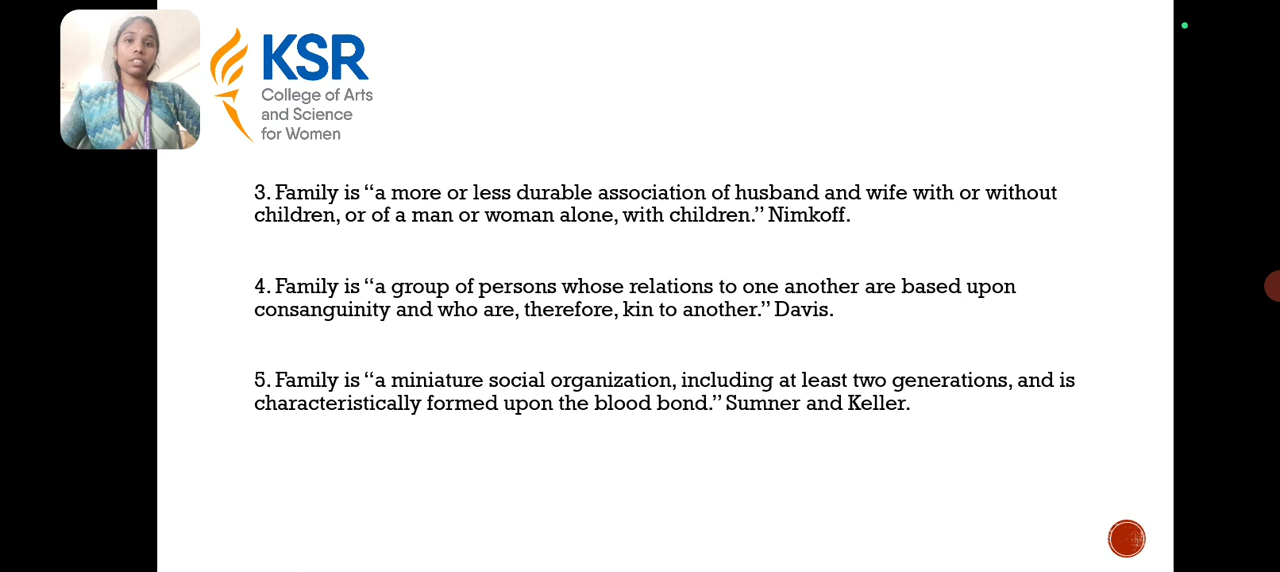 KSR
College of Arts
and Science
for Women
3. Family is “a more or less durable association of husband and wife with or without
children, or of a man or woman alone, with children.” Nimkoff.
4. Family is “a group of persons whose relations to one another are based upon
consanguinity and who are, therefore, kin to another.” Davis.
5. Family is “a miniature social organization, including at least two generations, and is
characteristically formed upon the blood bond.” Sumner and Keller.